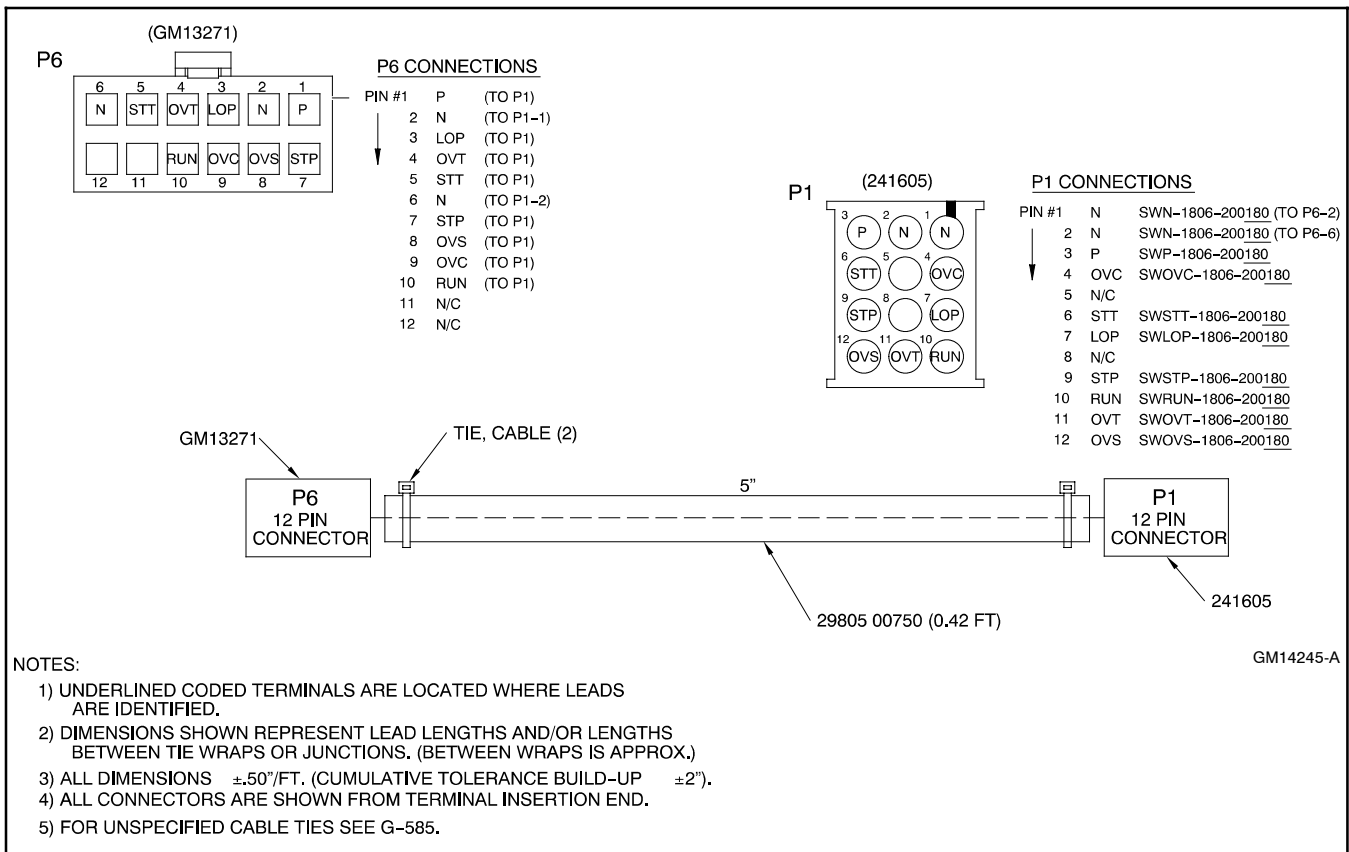 (GM13271)
P6
6 5 4 3 2 1
N STT OVT LOP N P
RUN OVC OVS STP
12 11 10 9 8 7
P6 CONNECTIONS
PIN #1 P (TO P1)
2 N (TO P1-1)
3 LOP (TO P1)
4 OVT (TO P1)
5 STT (TO P1)
6 N (TO P1-2)
7 STP (TO P1)
8 OVS (TO P1)
9 OVC (TO P1)
10 RUN (TO P1)
11 N/C
12 N/C
P1
(241605)
3 2 1
P N N
6 5 4
STT OVC
9 8 7
STP LOP
12 11 10
OVS OVT RUN
P1 CONNECTIONS
PIN #1 N SWN-1806-200180 (TO P6-2)
2 N SWN-1806-200180 (TO P6-6)
3 P SWP-1806-200180
4 OVC SWOVC-1806-200180
5 N/C
6 STT SWSTT-1806-200180
7 LOP SWLOP-1806-200180
8 N/C
9 STP SWSTP-1806-200180
10 RUN SWRUN-1806-200180
11 OVT SWOVT-1806-200180
12 OVS SWOVS-1806-200180
GM13271
TIE, CABLE (2)
P6
12 PIN
CONNECTOR
5"
P1
12 PIN
CONNECTOR
241605
29805 00750 (0.42 FT)
GM14245-A
NOTES:
1) UNDERLINED CODED TERMINALS ARE LOCATED WHERE LEADS
ARE IDENTIFIED.
2) DIMENSIONS SHOWN REPRESENT LEAD LENGTHS AND/OR LENGTHS
BETWEEN TIE WRAPS OR JUNCTIONS. (BETWEEN WRAPS IS APPROX.)
3) ALL DIMENSIONS ±.50"/FT. (CUMULATIVE TOLERANCE BUILD-UP ±2").
4) ALL CONNECTORS ARE SHOWN FROM TERMINAL INSERTION END.
5) FOR UNSPECIFIED CABLE TIES SEE G-585.